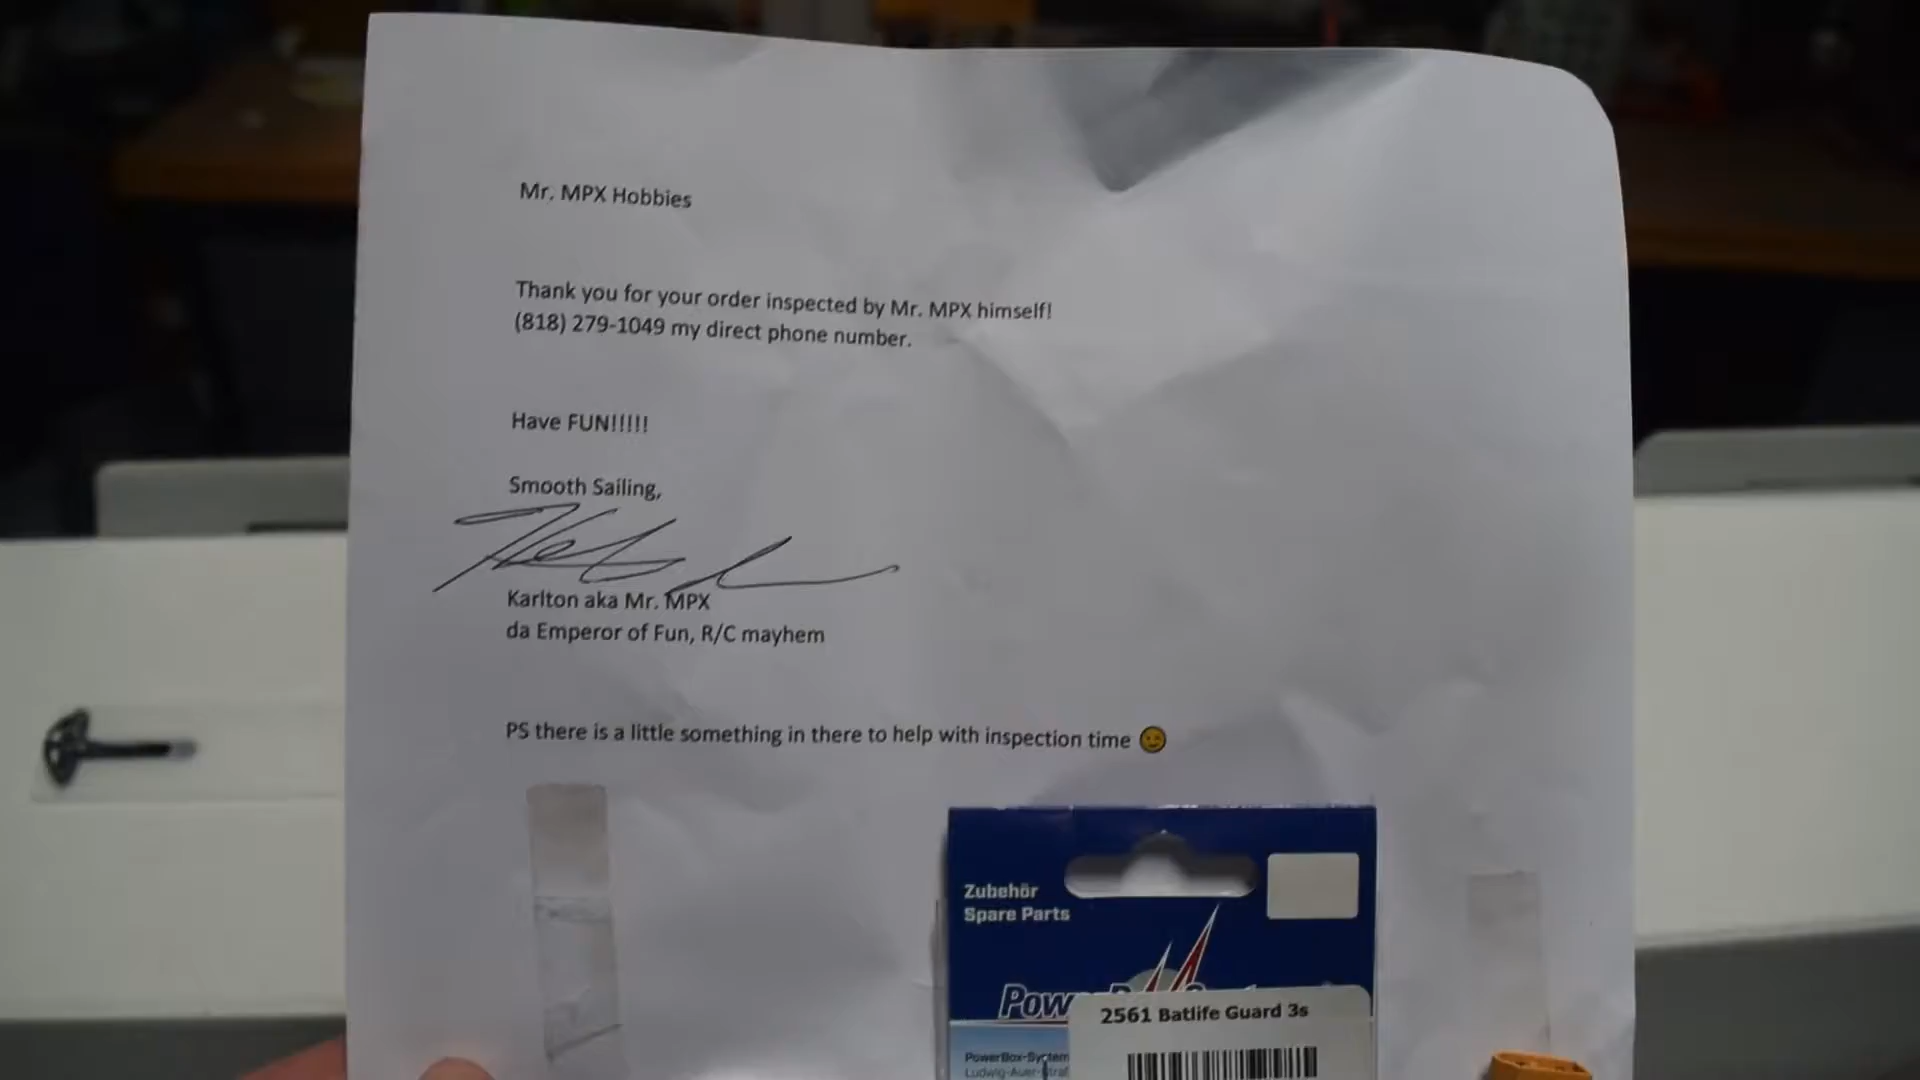 Mr. MPX Hobbies
Thank you for your order inspected by Mr. MPX himself!
(818) 279-1049 my direct phone number.
Have FUN!!!!!
Smooth Sailing,
Karlton aka Mr. MPX
da Emperor of Fun, R/C mayhem
PS there is a little something in there to help with inspection time 😉
Zubehör
Spare Parts
2561 Batlife Guard 3s
PowerBox-System